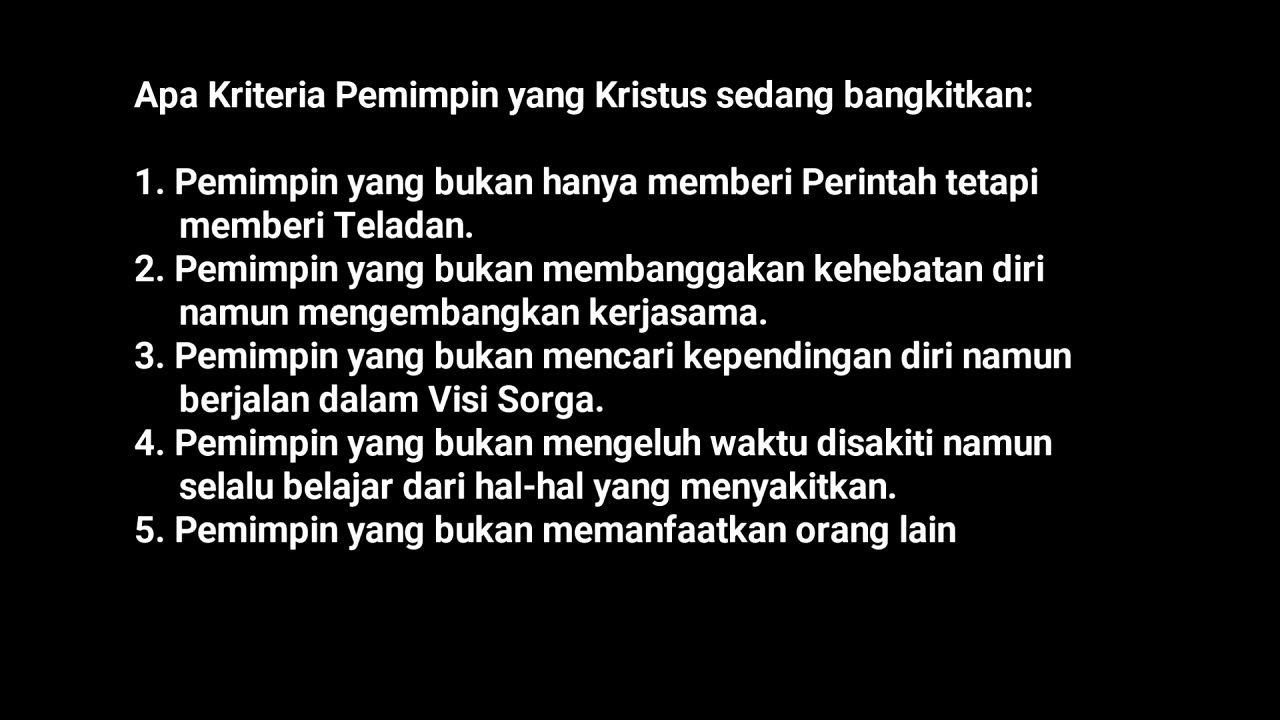 Apa Kriteria Pemimpin yang Kristus sedang bangkitkan:
1. Pemimpin yang bukan hanya memberi Perintah tetapi
memberi Teladan.
2. Pemimpin yang bukan membanggakan kehebatan diri
namun mengembangkan kerjasama.
3. Pemimpin yang bukan mencari kependingan diri namun
berjalan dalam Visi Sorga.
4. Pemimpin yang bukan mengeluh waktu disakiti namun
selalu belajar dari hal-hal yang menyakitkan.
5. Pemimpin yang bukan memanfaatkan orang lain